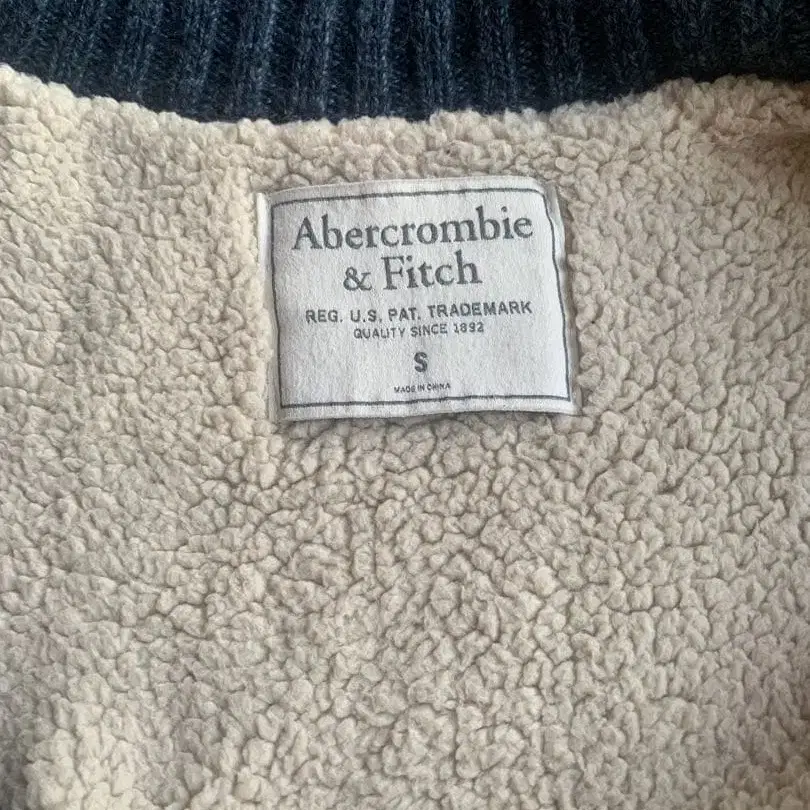 Abercrombie
& Fitch
REG. U.S. PAT. TRADEMARK
QUALITY SINCE 1892
S
MADE IN CHINA